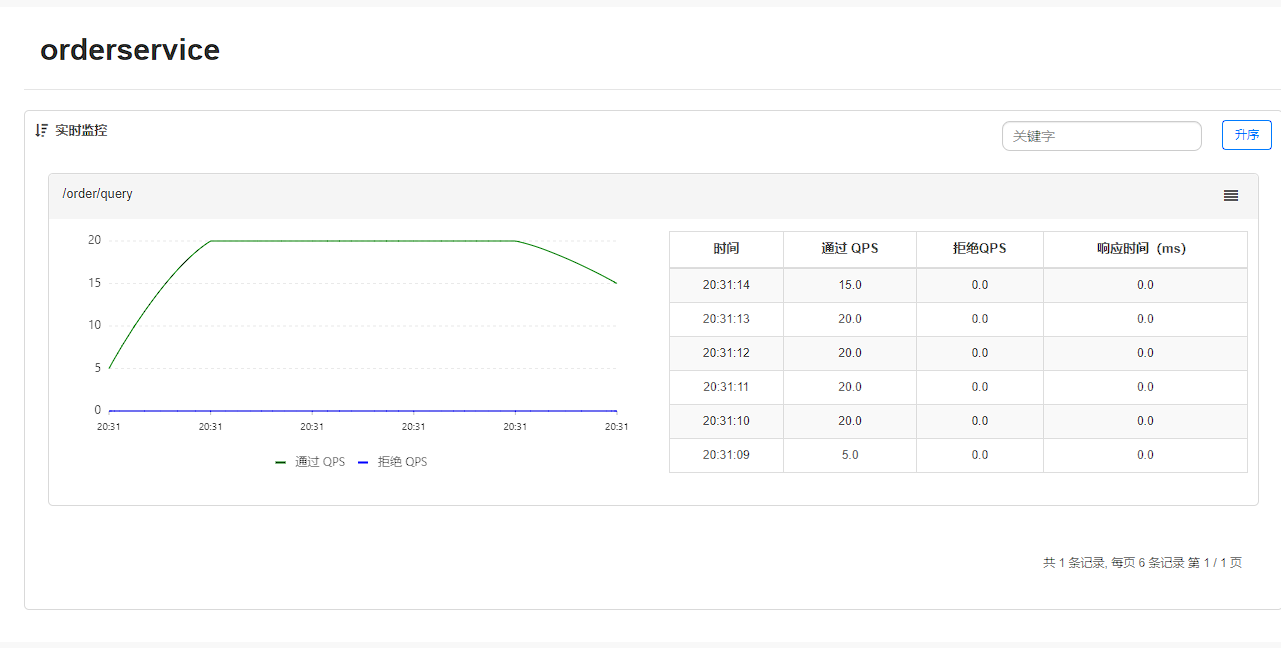 orderservice
实时监控
关键字
升序
/order/query
20
15
10
5
0
20:31 20:31 20:31 20:31 20:31 20:31
通过 QPS 拒绝 QPS
时间 通过 QPS 拒绝QPS 响应时间（ms）
20:31:14 15.0 0.0 0.0
20:31:13 20.0 0.0 0.0
20:31:12 20.0 0.0 0.0
20:31:11 20.0 0.0 0.0
20:31:10 20.0 0.0 0.0
20:31:09 5.0 0.0 0.0
共 1 条记录, 每页 6 条记录 第 1 / 1 页